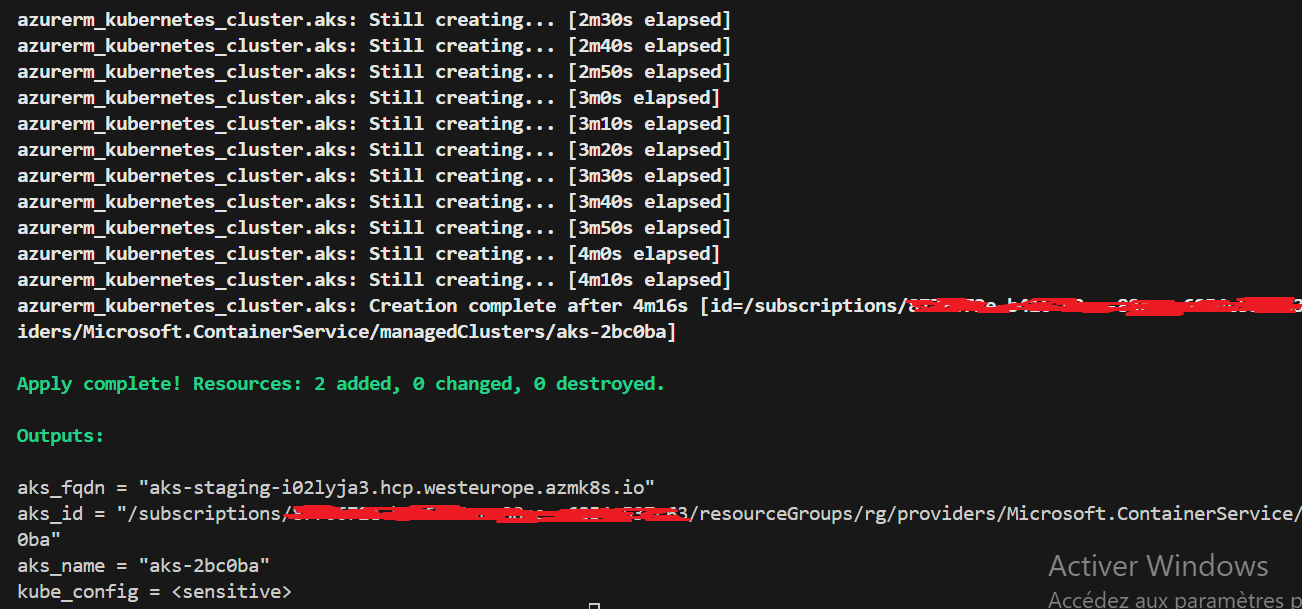 azurerm_kubernetes_cluster.aks: Still creating... [2m30s elapsed]
azurerm_kubernetes_cluster.aks: Still creating... [2m40s elapsed]
azurerm_kubernetes_cluster.aks: Still creating... [2m50s elapsed]
azurerm_kubernetes_cluster.aks: Still creating... [3m0s elapsed]
azurerm_kubernetes_cluster.aks: Still creating... [3m10s elapsed]
azurerm_kubernetes_cluster.aks: Still creating... [3m20s elapsed]
azurerm_kubernetes_cluster.aks: Still creating... [3m30s elapsed]
azurerm_kubernetes_cluster.aks: Still creating... [3m40s elapsed]
azurerm_kubernetes_cluster.aks: Still creating... [3m50s elapsed]
azurerm_kubernetes_cluster.aks: Still creating... [4m0s elapsed]
azurerm_kubernetes_cluster.aks: Still creating... [4m10s elapsed]
azurerm_kubernetes_cluster.aks: Creation complete after 4m16s [id=/subscriptions/
iders/Microsoft.ContainerService/managedClusters/aks-2bc0ba]
Apply complete! Resources: 2 added, 0 changed, 0 destroyed.
Outputs:
aks_fqdn = "aks-staging-i02lyja3.hcp.westeurope.azmk8s.io"
aks_id = "/subscriptions/ /resourceGroups/rg/providers/Microsoft.ContainerService/
0ba"
aks_name = "aks-2bc0ba"
kube_config = <sensitive>
Activer Windows
Accédez aux paramètres p